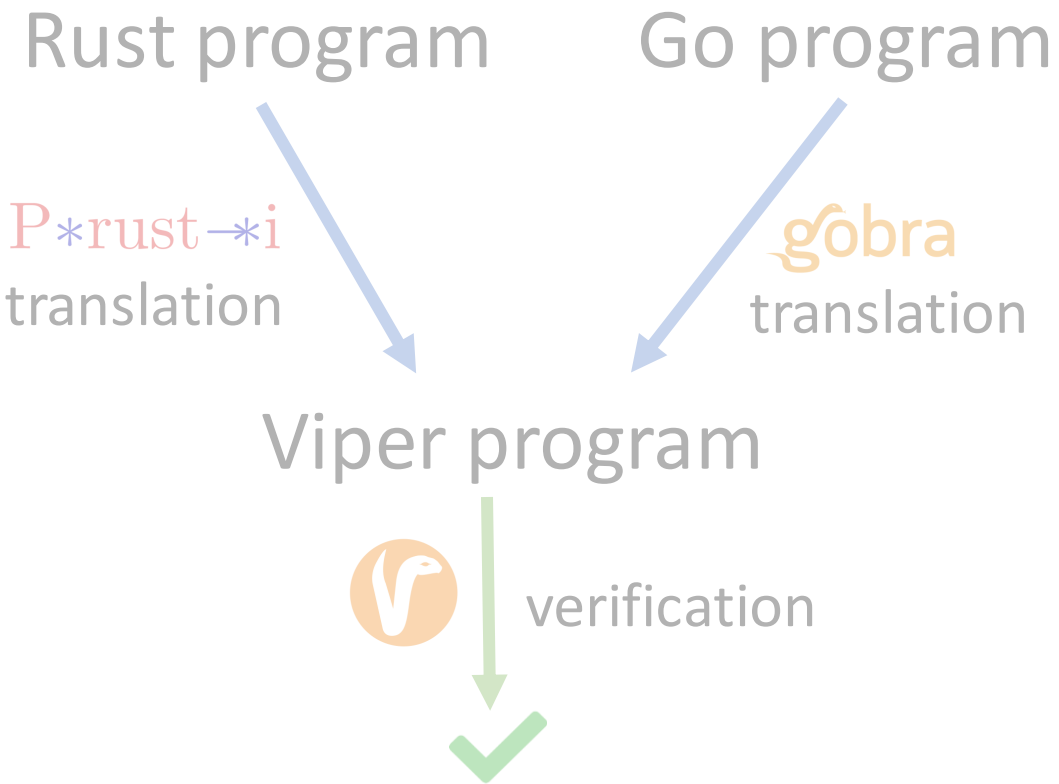 Rust program
Go program
P∗rust–∗i
translation
gobra
translation
Viper program
verification